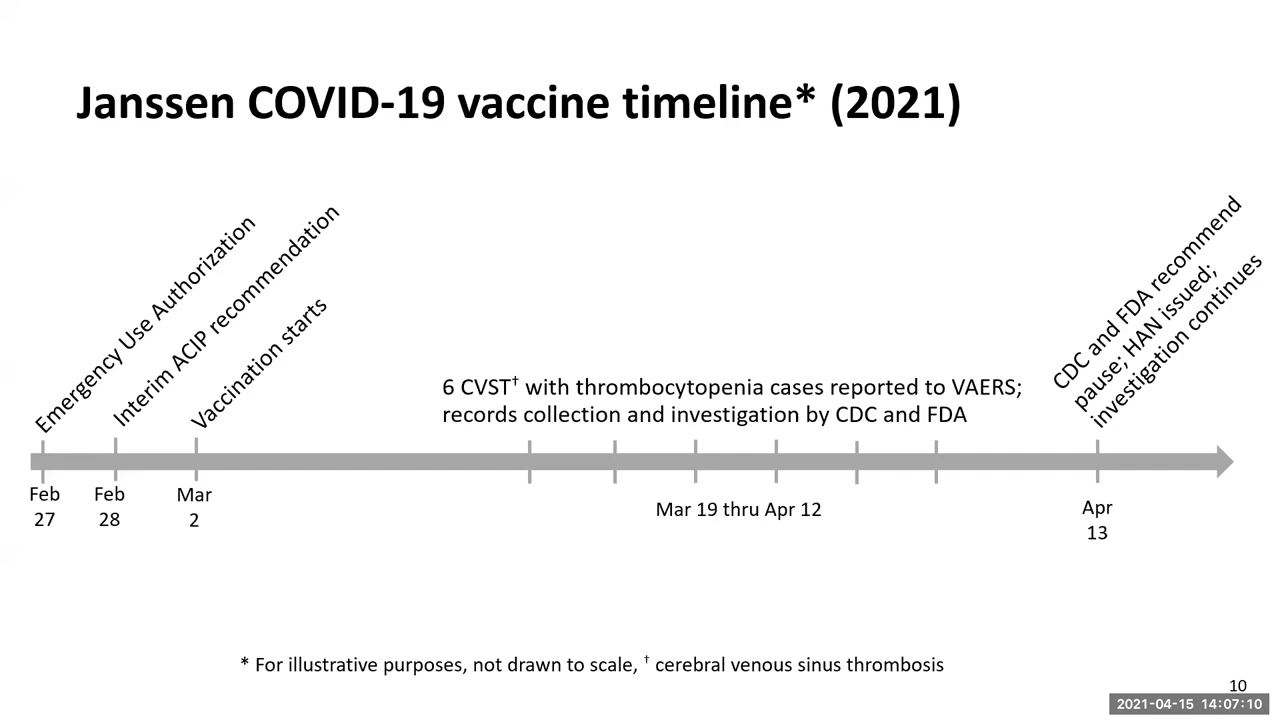 Janssen COVID-19 vaccine timeline* (2021)
Emergency Use Authorization
Interim ACIP recommendation
Vaccination starts
6 CVST† with thrombocytopenia cases reported to VAERS;
records collection and investigation by CDC and FDA
CDC and FDA recommend
pause; HAN issued;
investigation continues
Feb
27
Feb
28
Mar
2
Mar 19 thru Apr 12
Apr
13
* For illustrative purposes, not drawn to scale, † cerebral venous sinus thrombosis
10
2021-04-15 14:07:10